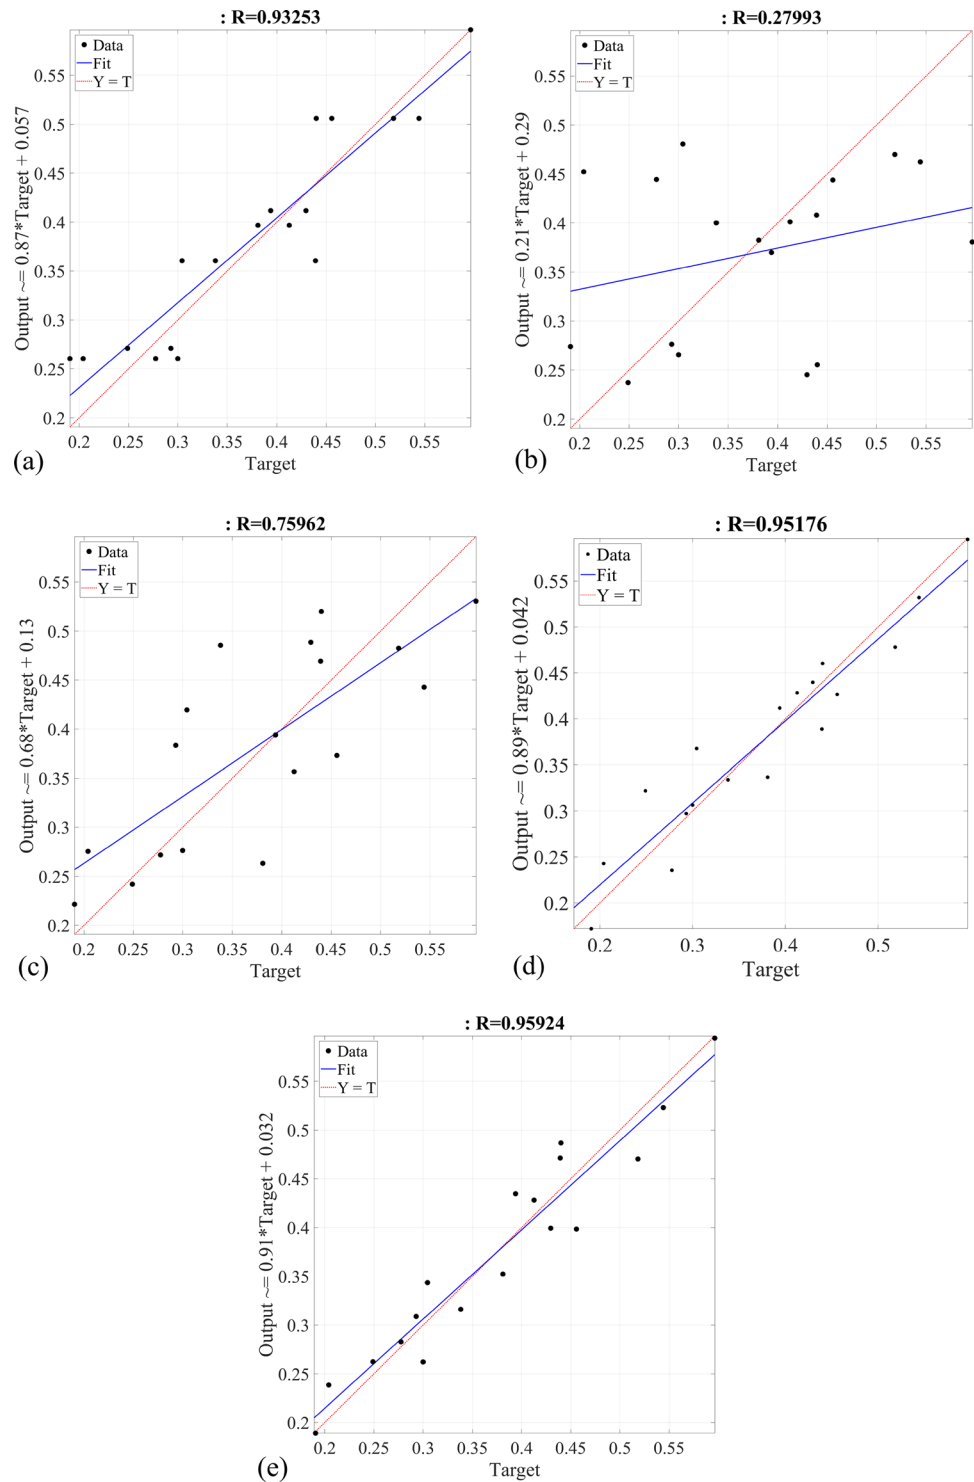 : R=0.93253
Data
Fit
Y = T
Output ~= 0.87*Target + 0.057
0.55
0.5
0.45
0.4
0.35
0.3
0.25
0.2
0.2 0.25 0.3 0.35 0.4 0.45 0.5 0.55
Target
(a)
: R=0.27993
Data
Fit
Y = T
Output ~= 0.21*Target + 0.29
0.55
0.5
0.45
0.4
0.35
0.3
0.25
0.2
0.2 0.25 0.3 0.35 0.4 0.45 0.5 0.55
Target
(b)
: R=0.75962
Data
Fit
Y = T
Output ~= 0.68*Target + 0.13
0.55
0.5
0.45
0.4
0.35
0.3
0.25
0.2
0.2 0.25 0.3 0.35 0.4 0.45 0.5 0.55
Target
(c)
: R=0.95176
Data
Fit
Y = T
Output ~= 0.89*Target + 0.042
0.55
0.5
0.45
0.4
0.35
0.3
0.25
0.2
0.2 0.3 0.4 0.5
Target
(d)
: R=0.95924
Data
Fit
Y = T
Output ~= 0.91*Target + 0.032
0.55
0.5
0.45
0.4
0.35
0.3
0.25
0.2
0.2 0.25 0.3 0.35 0.4 0.45 0.5 0.55
Target
(e)